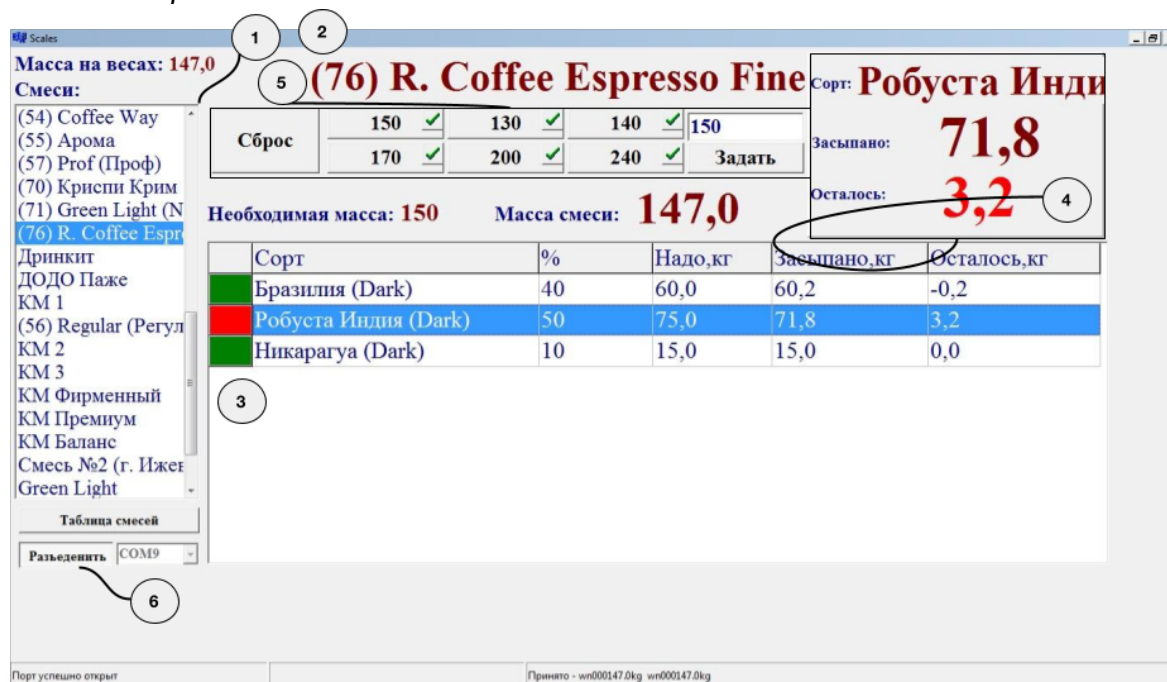 Scales
Масса на весах: 147,0
Смеси:
(54) Coffee Way
(55) Арома
(57) Prof (Проф)
(70) Криспи Крим
(71) Green Light (N
(76) R. Coffee Espre
Дринкит
ДОДО Паже
КМ 1
(56) Regular (Регул
КМ 2
КМ 3
КМ Фирменный
КМ Премиум
КМ Баланс
Смесь №2 (г. Ижев
Green Light
Таблица смесей
Разъеденить COM9
1
2
5
(76) R. Coffee Espresso Fine
Сброс
150 130 140 150
170 200 240 Задать
Необходимая масса: 150 Масса смеси: 147,0
Сорт: Робуста Инди
Засыпано: 71,8
Осталось: 3,2
4
Сорт % Надо,кг Засыпано,кг Осталось,кг
Бразилия (Dark) 40 60,0 60,2 -0,2
Робуста Индия (Dark) 50 75,0 71,8 3,2
Никарагуа (Dark) 10 15,0 15,0 0,0
3
6
Порт успешно открыт
Принято - wn000147.0kg wn000147.0kg